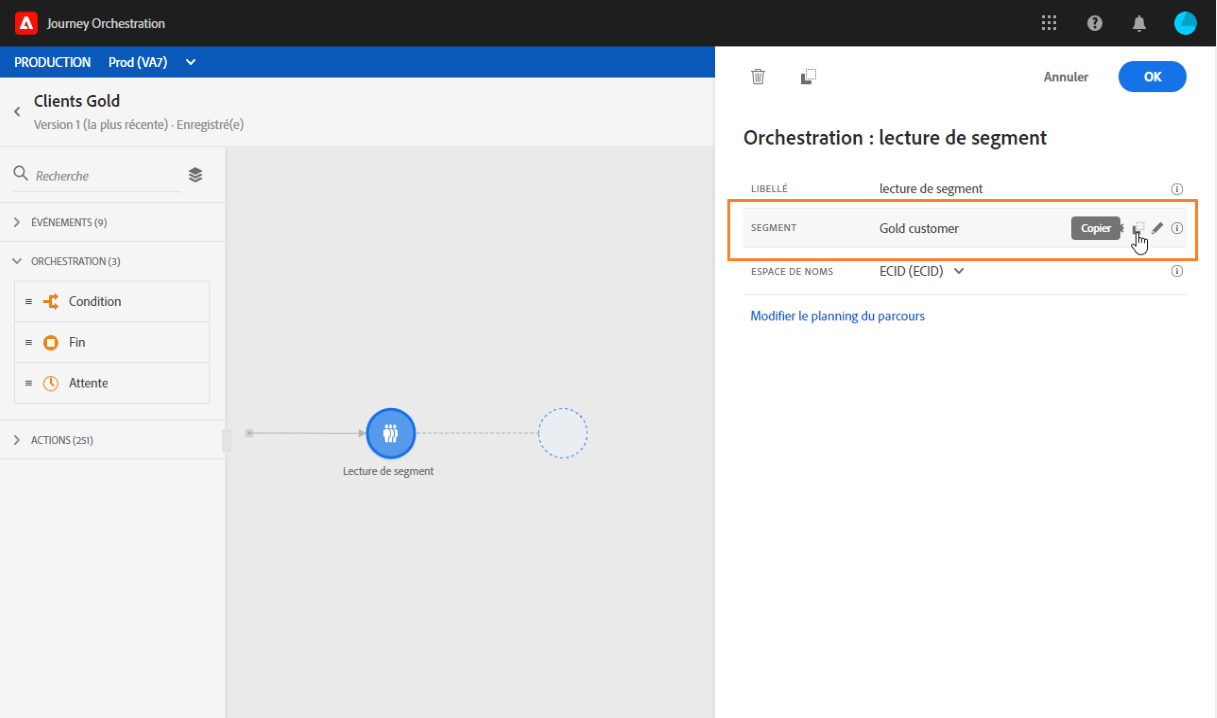 Journey Orchestration
PRODUCTION Prod (VA7)
Clients Gold
Version 1 (la plus récente) · Enregistré(e)
Recherche
ÉVÉNEMENTS (9)
ORCHESTRATION (3)
Condition
Fin
Attente
ACTIONS (251)
Lecture de segment
Annuler OK
Orchestration : lecture de segment
LIBELLÉ lecture de segment
SEGMENT Gold customer Copier
ESPACE DE NOMS ECID (ECID)
Modifier le planning du parcours